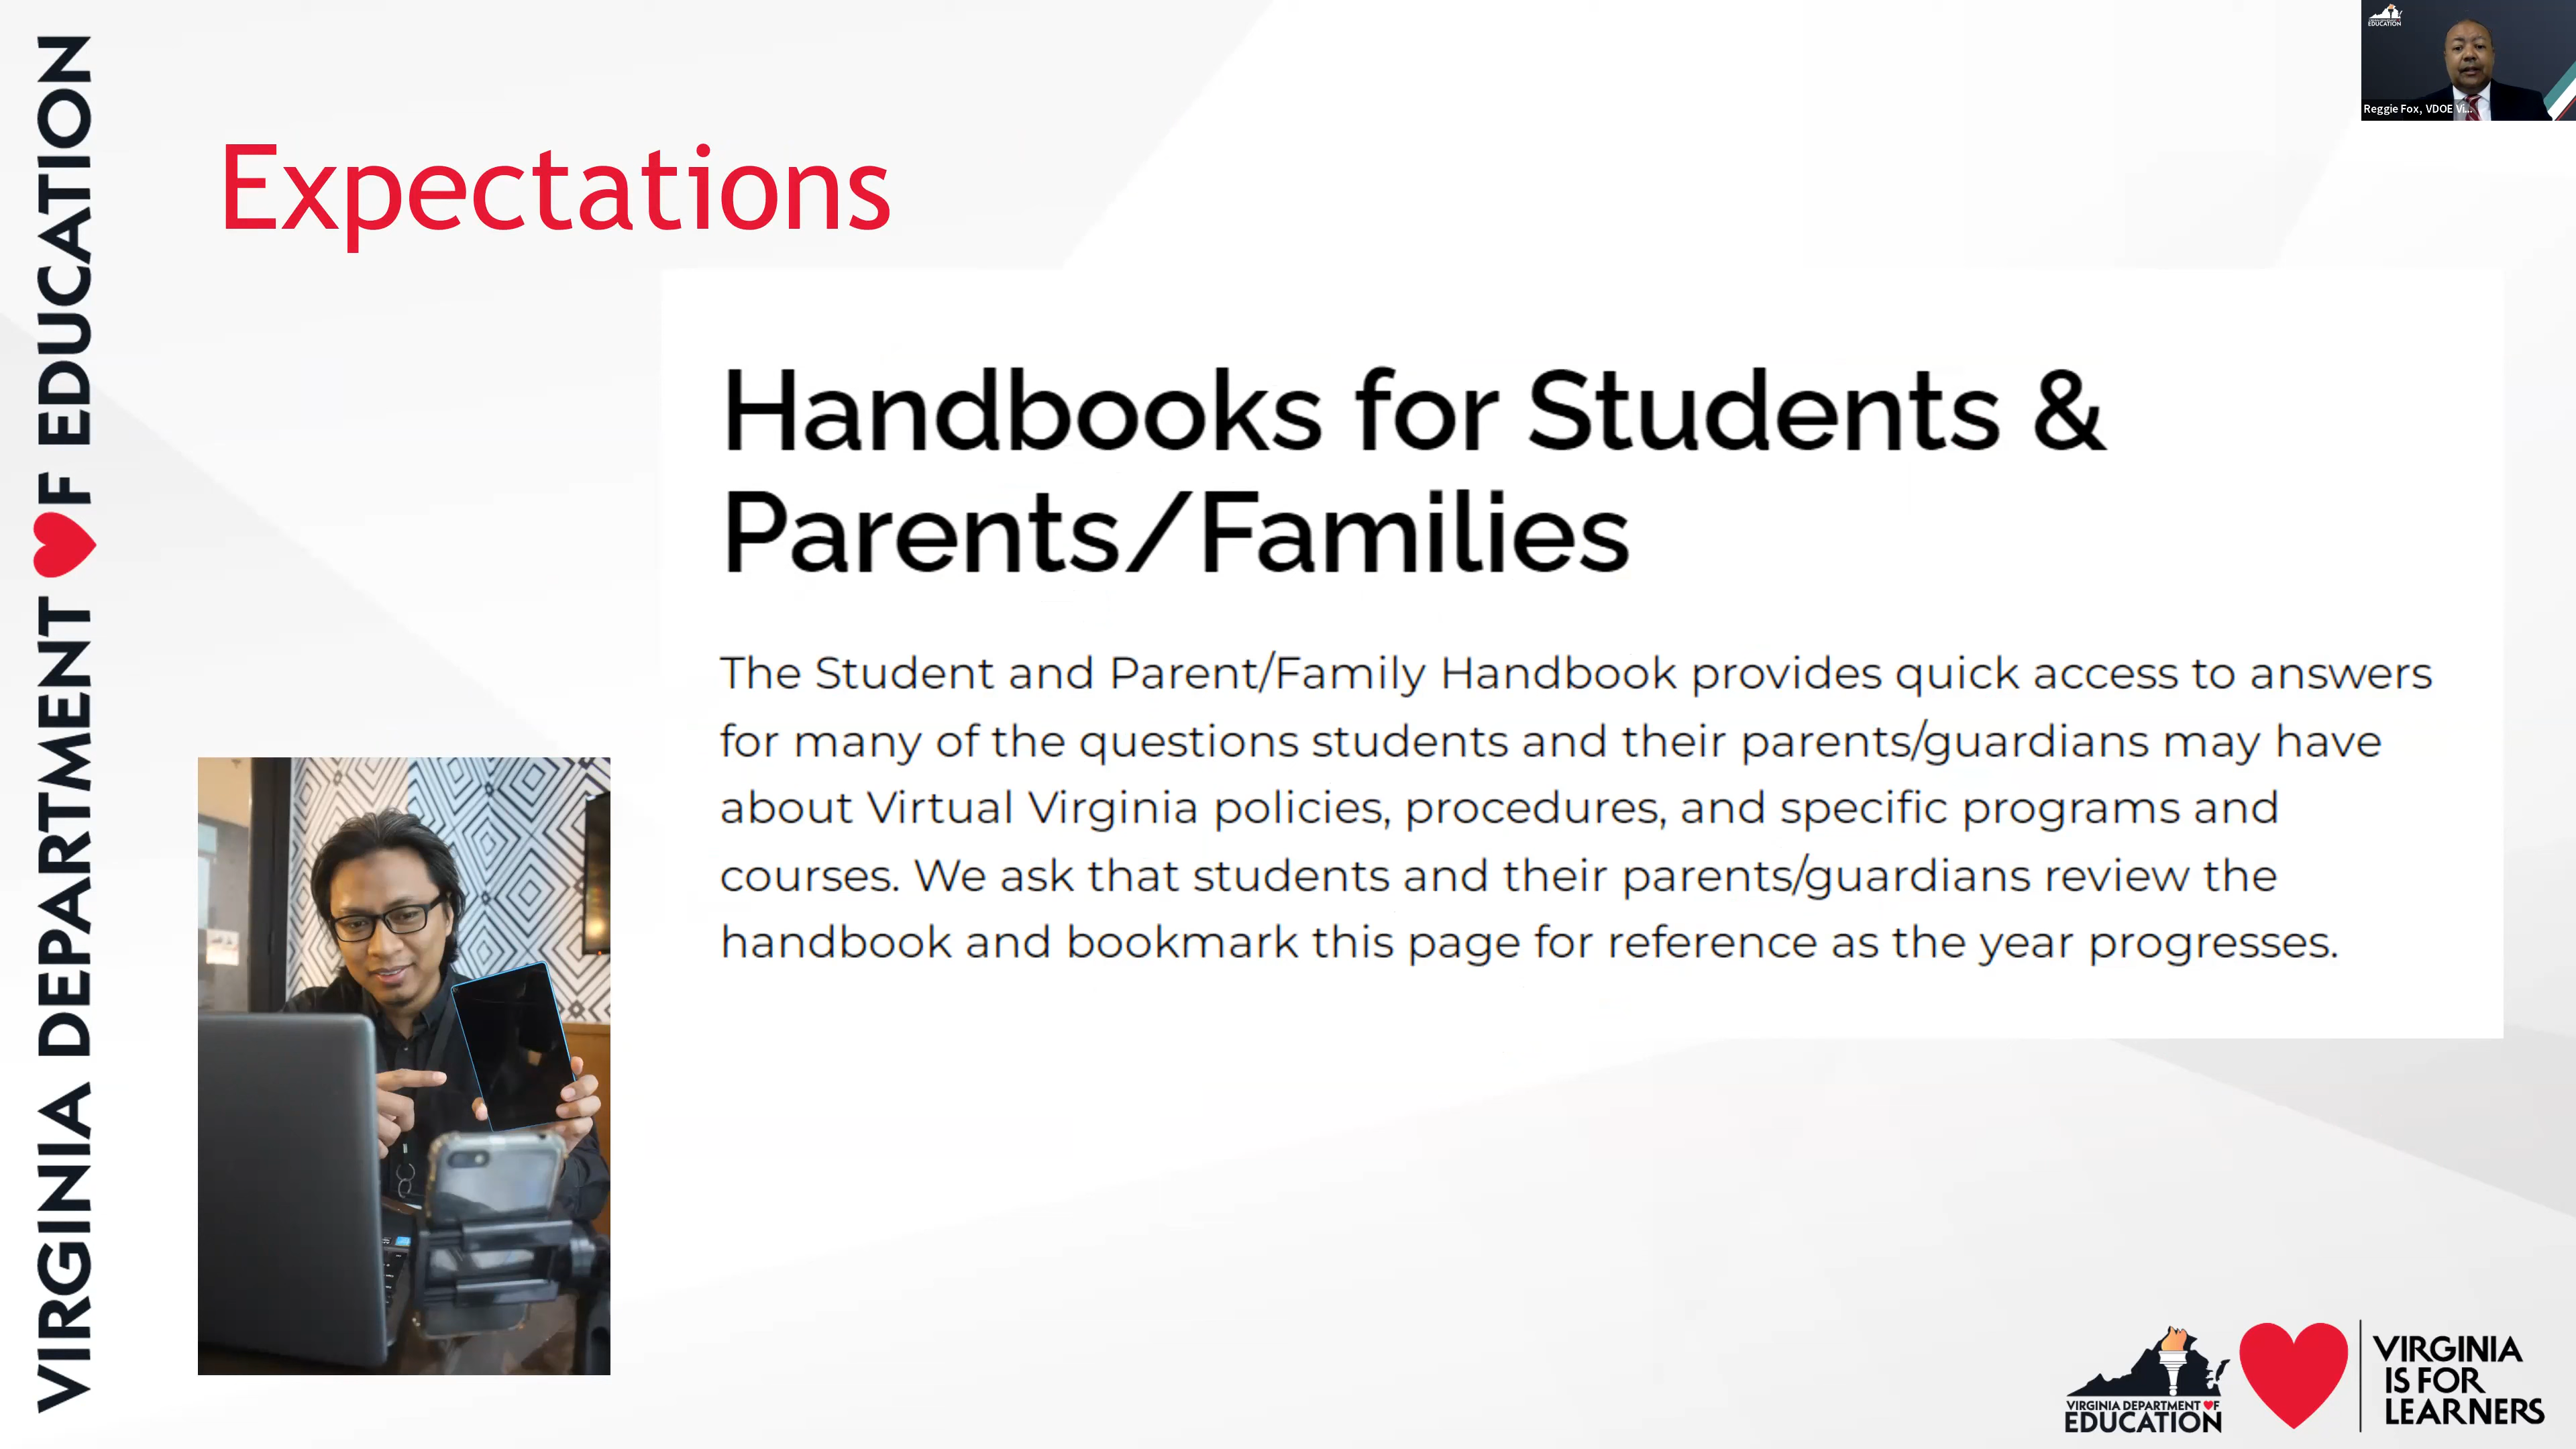 VIRGINIA DEPARTMENT OF EDUCATION
Expectations
EDUCATION
Reggie Fox, VDOE Vi...
Handbooks for Students &
Parents/Families
The Student and Parent/Family Handbook provides quick access to answers
for many of the questions students and their parents/guardians may have
about Virtual Virginia policies, procedures, and specific programs and
courses. We ask that students and their parents/guardians review the
handbook and bookmark this page for reference as the year progresses.
VIRGINIA DEPARTMENT OF
EDUCATION
VIRGINIA
IS FOR
LEARNERS